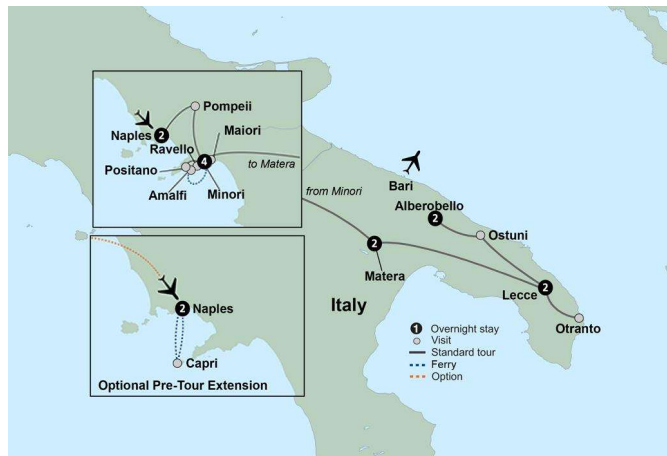 Pompeii
Naples 2
Maiori
Ravello
4
to Matera
Positano
Amalfi
Minori
from Minori
Bari
Alberobello
2
Ostuni
2
Matera
2
Lecce
Otranto
Italy
2 Naples
Capri
Optional Pre-Tour Extension
1 Overnight stay
Visit
Standard tour
Ferry
Option